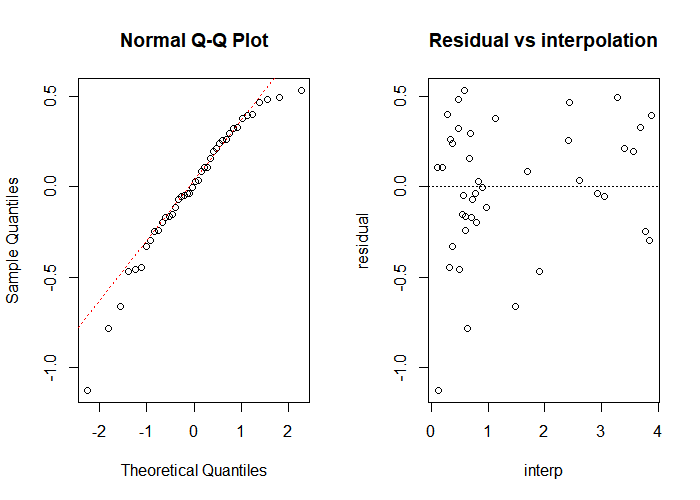 Normal Q-Q Plot
Sample Quantiles
0.5
0.0
-0.5
-1.0
-2 -1 0 1 2
Theoretical Quantiles
Residual vs interpolation
residual
0.5
0.0
-0.5
-1.0
0 1 2 3 4
interp